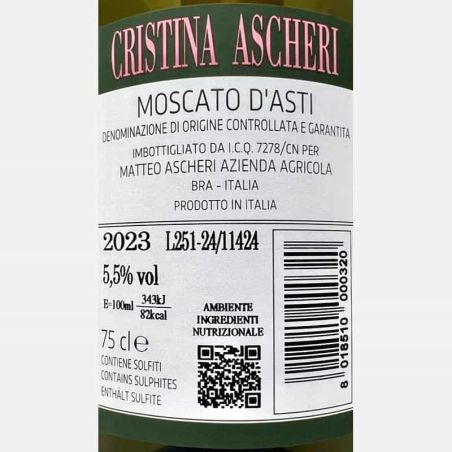 CRISTINA ASCHERI
MOSCATO D'ASTI
DENOMINAZIONE DI ORIGINE CONTROLLATA E GARANTITA
IMBOTTIGLIATO DA I.C.Q. 7278/CN PER
MATTEO ASCHERI AZIENDA AGRICOLA
BRA - ITALIA
PRODOTTO IN ITALIA
2023 L251-24/11424
5,5% vol
E=100ml 343kJ
82kcal
75 cl e
CONTIENE SOLFITI
CONTAINS SULPHITES
ENTHÄLT SULFITE
AMBIENTE
INGREDIENTI
NUTRIZIONALE
8 018510 000320